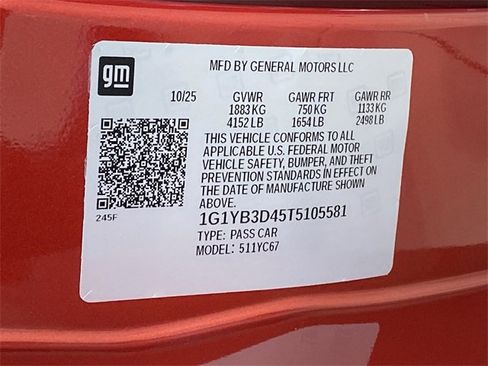 gm
MFD BY GENERAL MOTORS LLC
10/25 GVWR GAWR FRT GAWR RR
1883 KG 750 KG 1133 KG
4152 LB 1654 LB 2498 LB
THIS VEHICLE CONFORMS TO ALL
APPLICABLE U.S. FEDERAL MOTOR
VEHICLE SAFETY, BUMPER, AND THEFT
PREVENTION STANDARDS IN EFFECT
ON THE DATE OF MANUFACTURE SHOWN
ABOVE.
245F
1G1YB3D45T5105581
TYPE: PASS CAR
MODEL: 511YC67